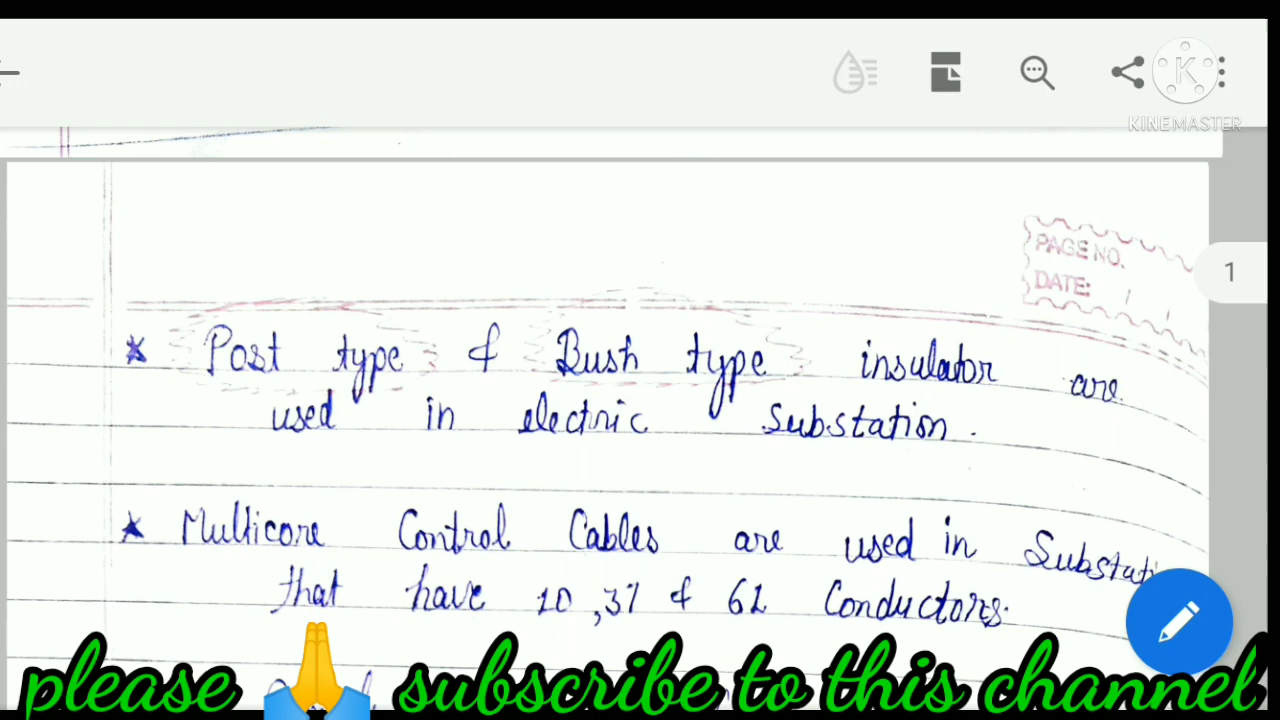 KINEMASTER
PAGE NO.
DATE:
1
* Post type & Bush type insulator are
used in electric Substation.
* Multicore Control Cables are used in Substati
that have 10, 37 & 61 Conductors.
please 🙏 subscribe to this channel